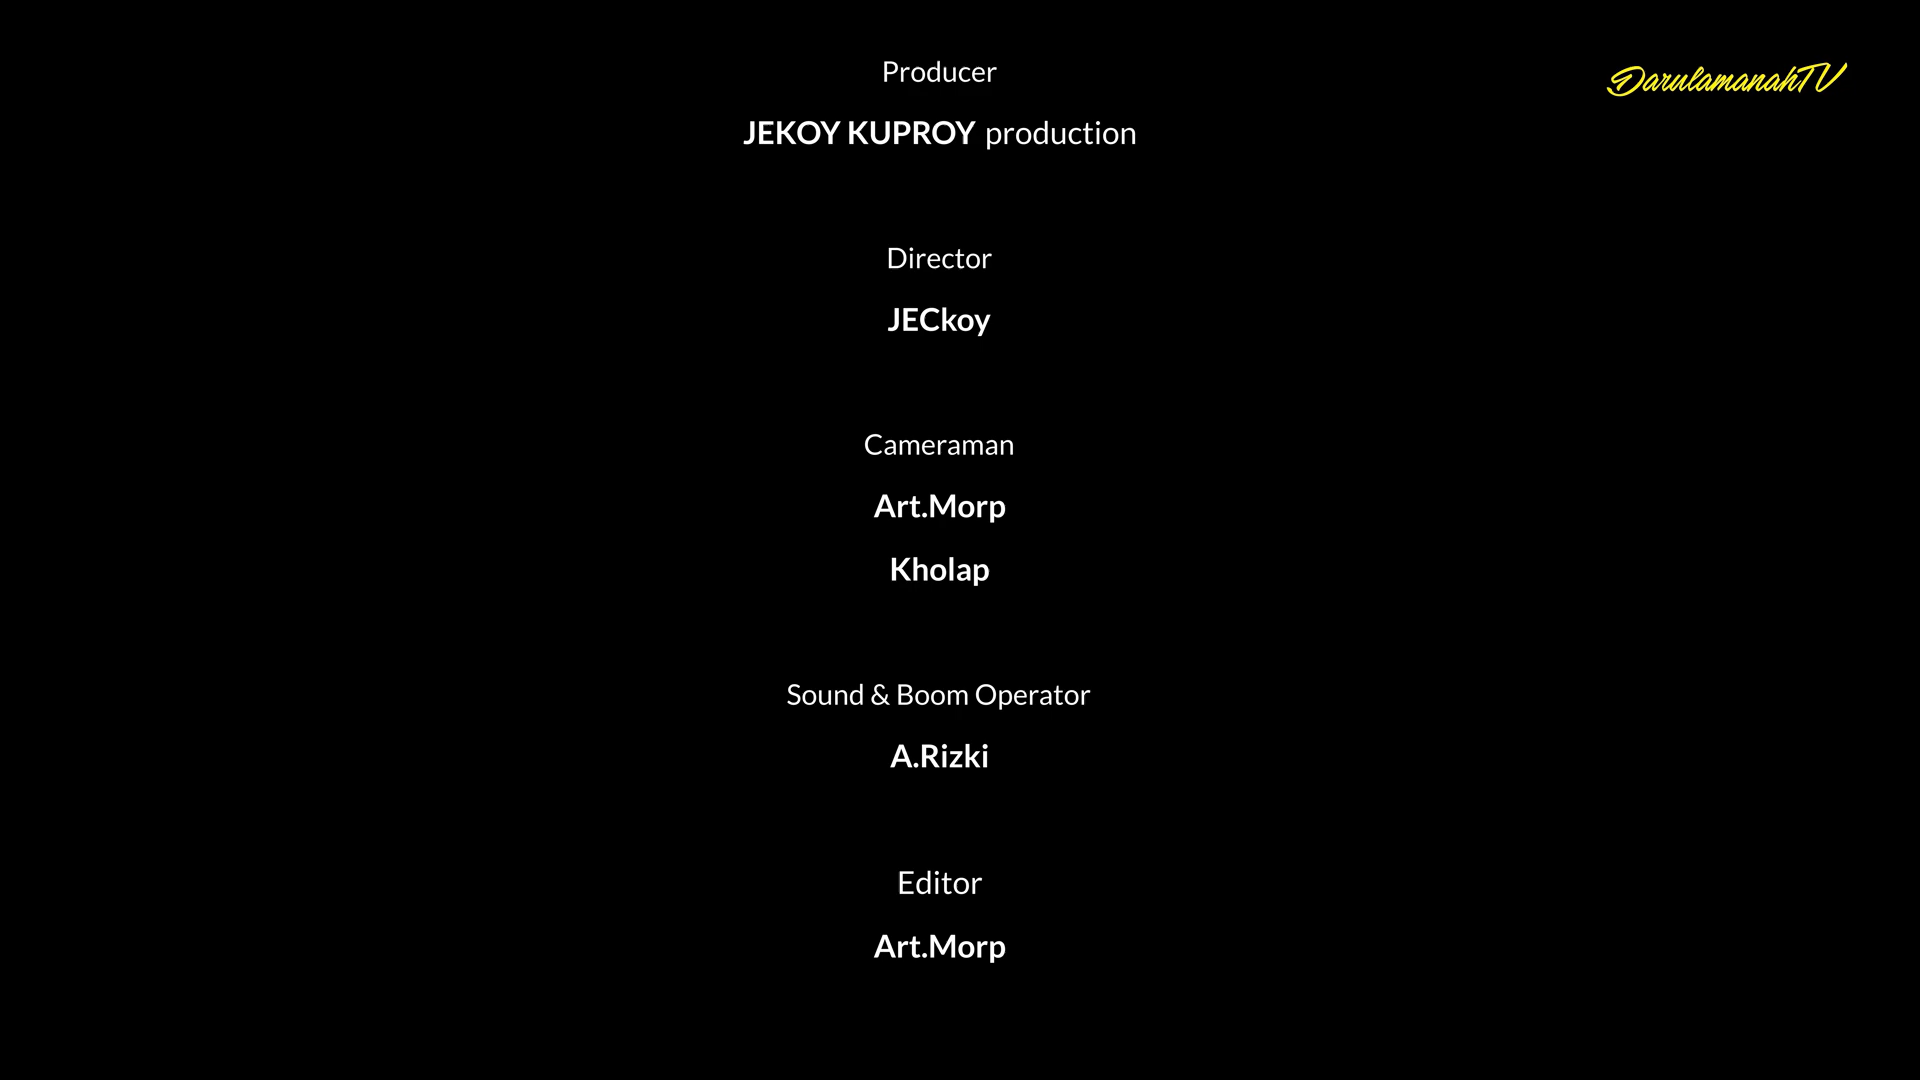 Producer
DarulamanahTV
JEKOY KUPROY production
Director
JECkoy
Cameraman
Art.Morp
Kholap
Sound & Boom Operator
A.Rizki
Editor
Art.Morp